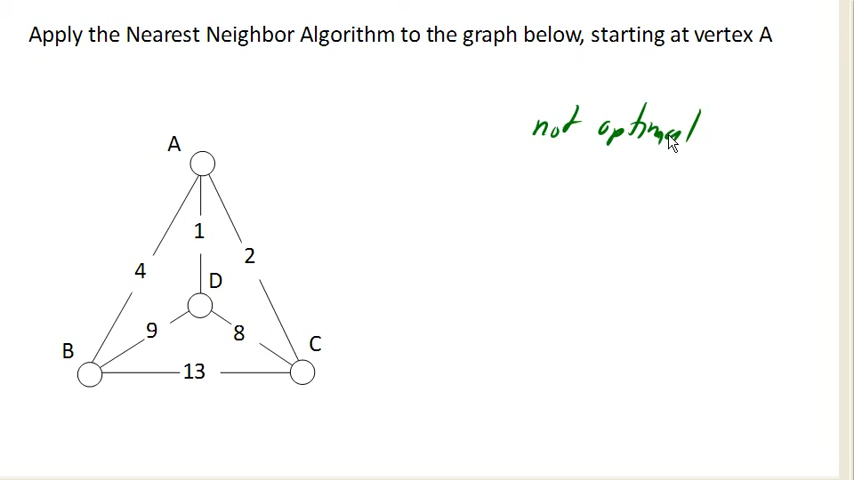 Apply the Nearest Neighbor Algorithm to the graph below, starting at vertex A
not optimal
A
1
2
4
D
9
8
B
C
13